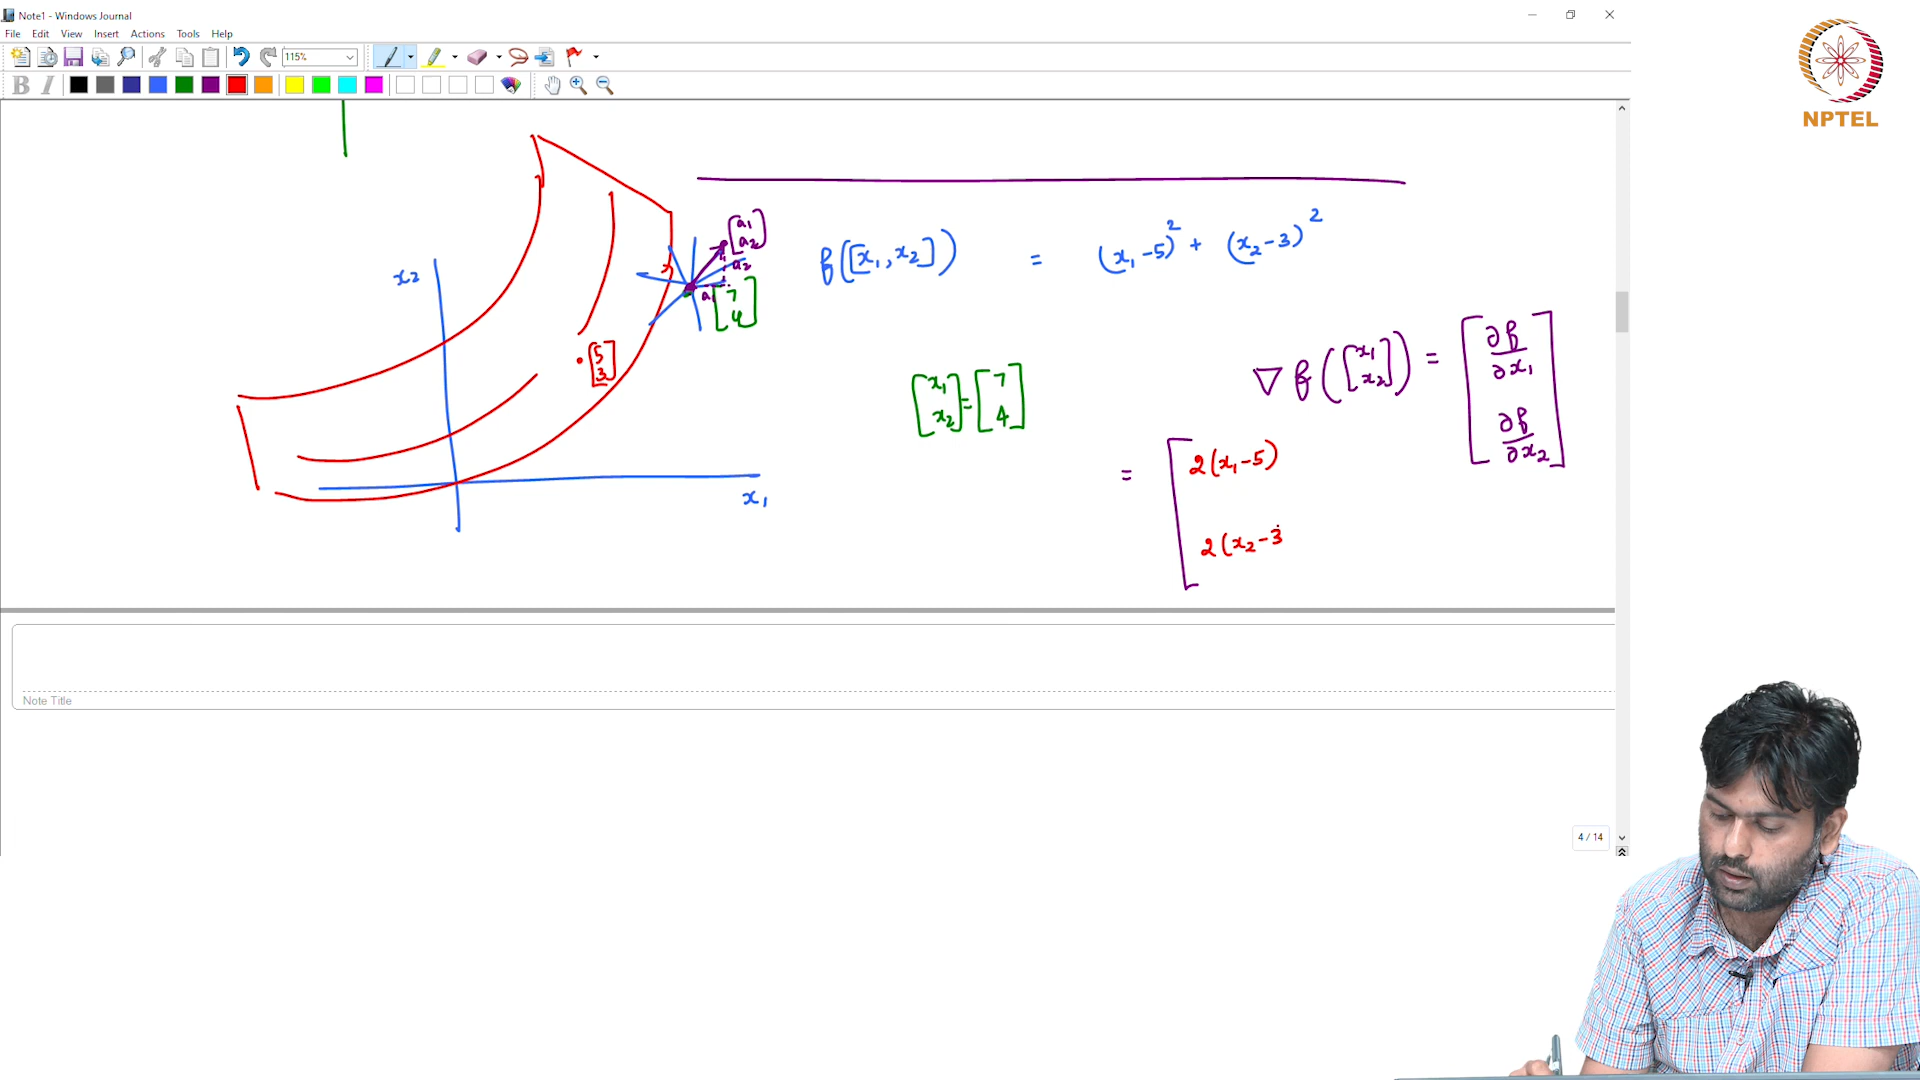 Note1 - Windows Journal
File Edit View Insert Actions Tools Help
115%
B I
NPTEL
x₂
x₁
[a₁ a₂]
a₂
a₁
[7 4]
[5 3]
f([x₁, x₂]) = (x₁-5)² + (x₂-3)²
∇f([x₁ x₂]) = [∂f/∂x₁ ∂f/∂x₂]
[x₁ x₂] = [7 4]
= [2(x₁-5)
2(x₂-3
Note Title
4 / 14